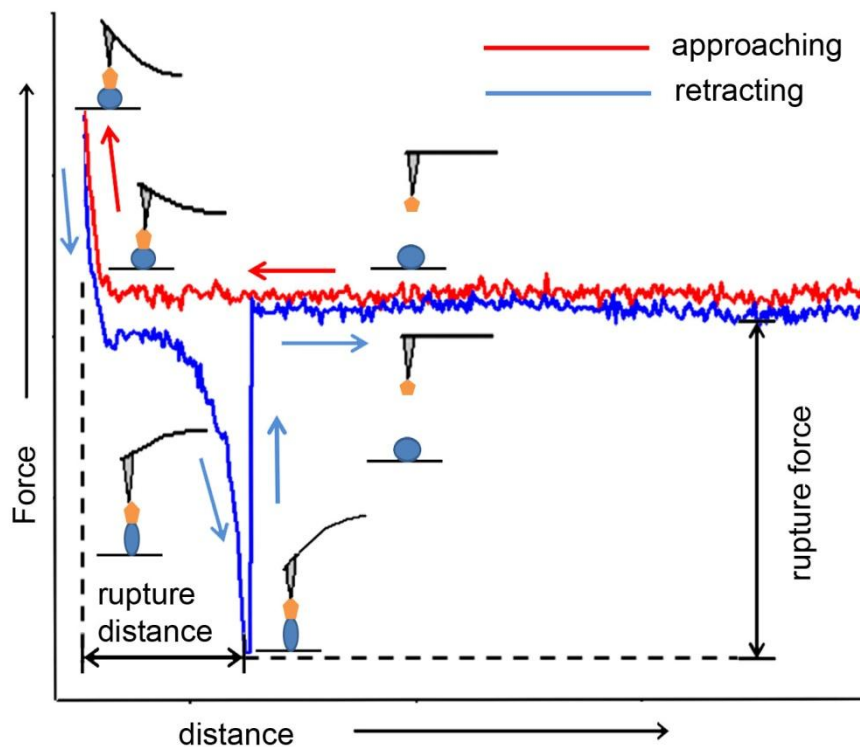 approaching
retracting
Force
rupture
distance
rupture force
distance